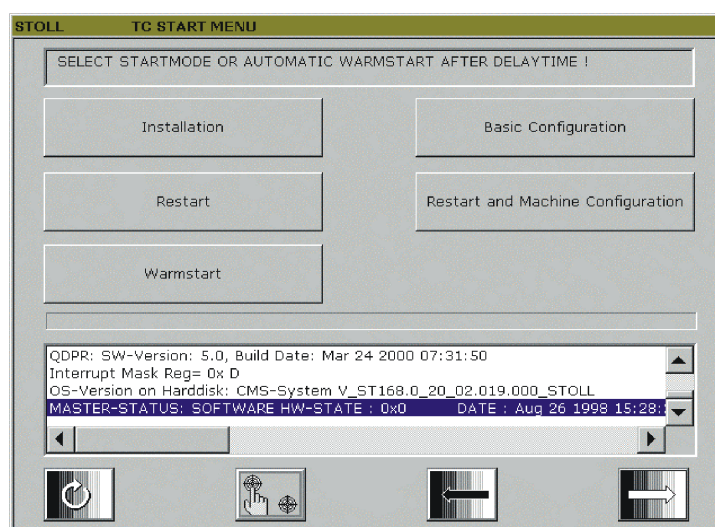 STOLL TC START MENU
SELECT STARTMODE OR AUTOMATIC WARMSTART AFTER DELAYTIME !
Installation
Basic Configuration
Restart
Restart and Machine Configuration
Warmstart
QDPR: SW-Version: 5.0, Build Date: Mar 24 2000 07:31:50
Interrupt Mask Reg= 0x D
OS-Version on Harddisk: CMS-System V_ST168.0_20_02.019.000_STOLL
MASTER-STATUS: SOFTWARE HW-STATE : 0x0 DATE : Aug 26 1998 15:28: